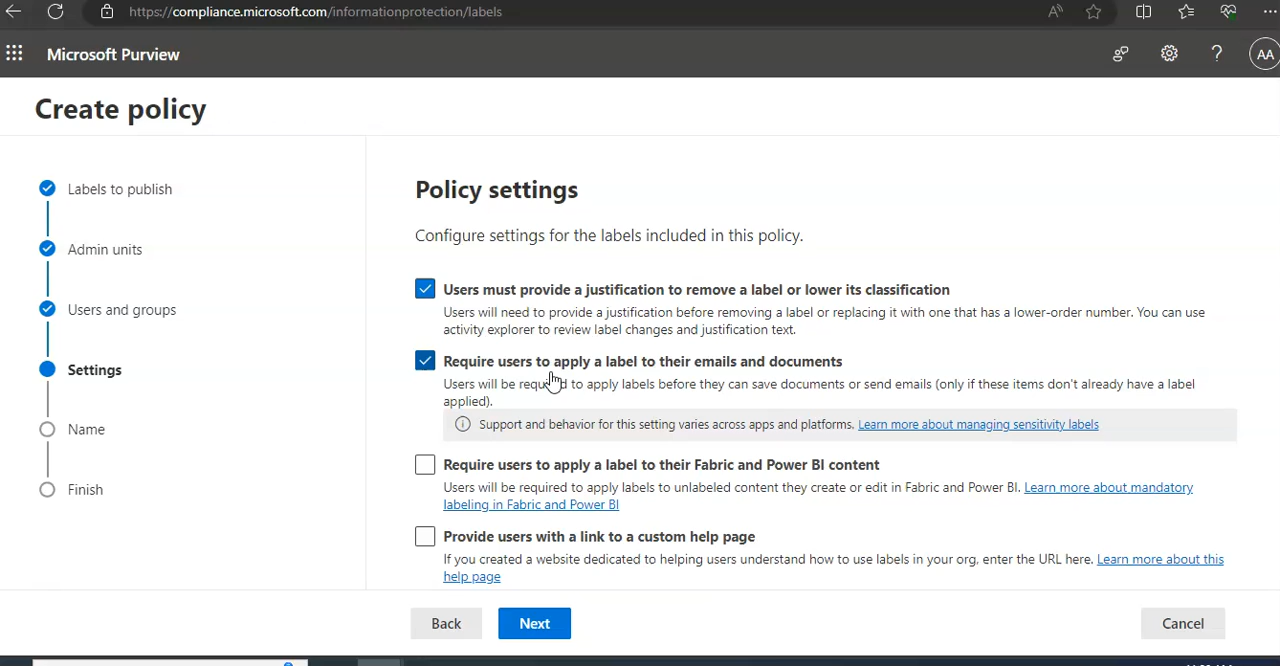 https://compliance.microsoft.com/informationprotection/labels
Microsoft Purview
AA
Create policy
Labels to publish
Admin units
Users and groups
Settings
Name
Finish
Policy settings
Configure settings for the labels included in this policy.
Users must provide a justification to remove a label or lower its classification
Users will need to provide a justification before removing a label or replacing it with one that has a lower-order number. You can use
activity explorer to review label changes and justification text.
Require users to apply a label to their emails and documents
Users will be required to apply labels before they can save documents or send emails (only if these items don't already have a label
applied).
Support and behavior for this setting varies across apps and platforms. Learn more about managing sensitivity labels
Require users to apply a label to their Fabric and Power BI content
Users will be required to apply labels to unlabeled content they create or edit in Fabric and Power BI. Learn more about mandatory
labeling in Fabric and Power BI
Provide users with a link to a custom help page
If you created a website dedicated to helping users understand how to use labels in your org, enter the URL here. Learn more about this
help page
Back
Next
Cancel